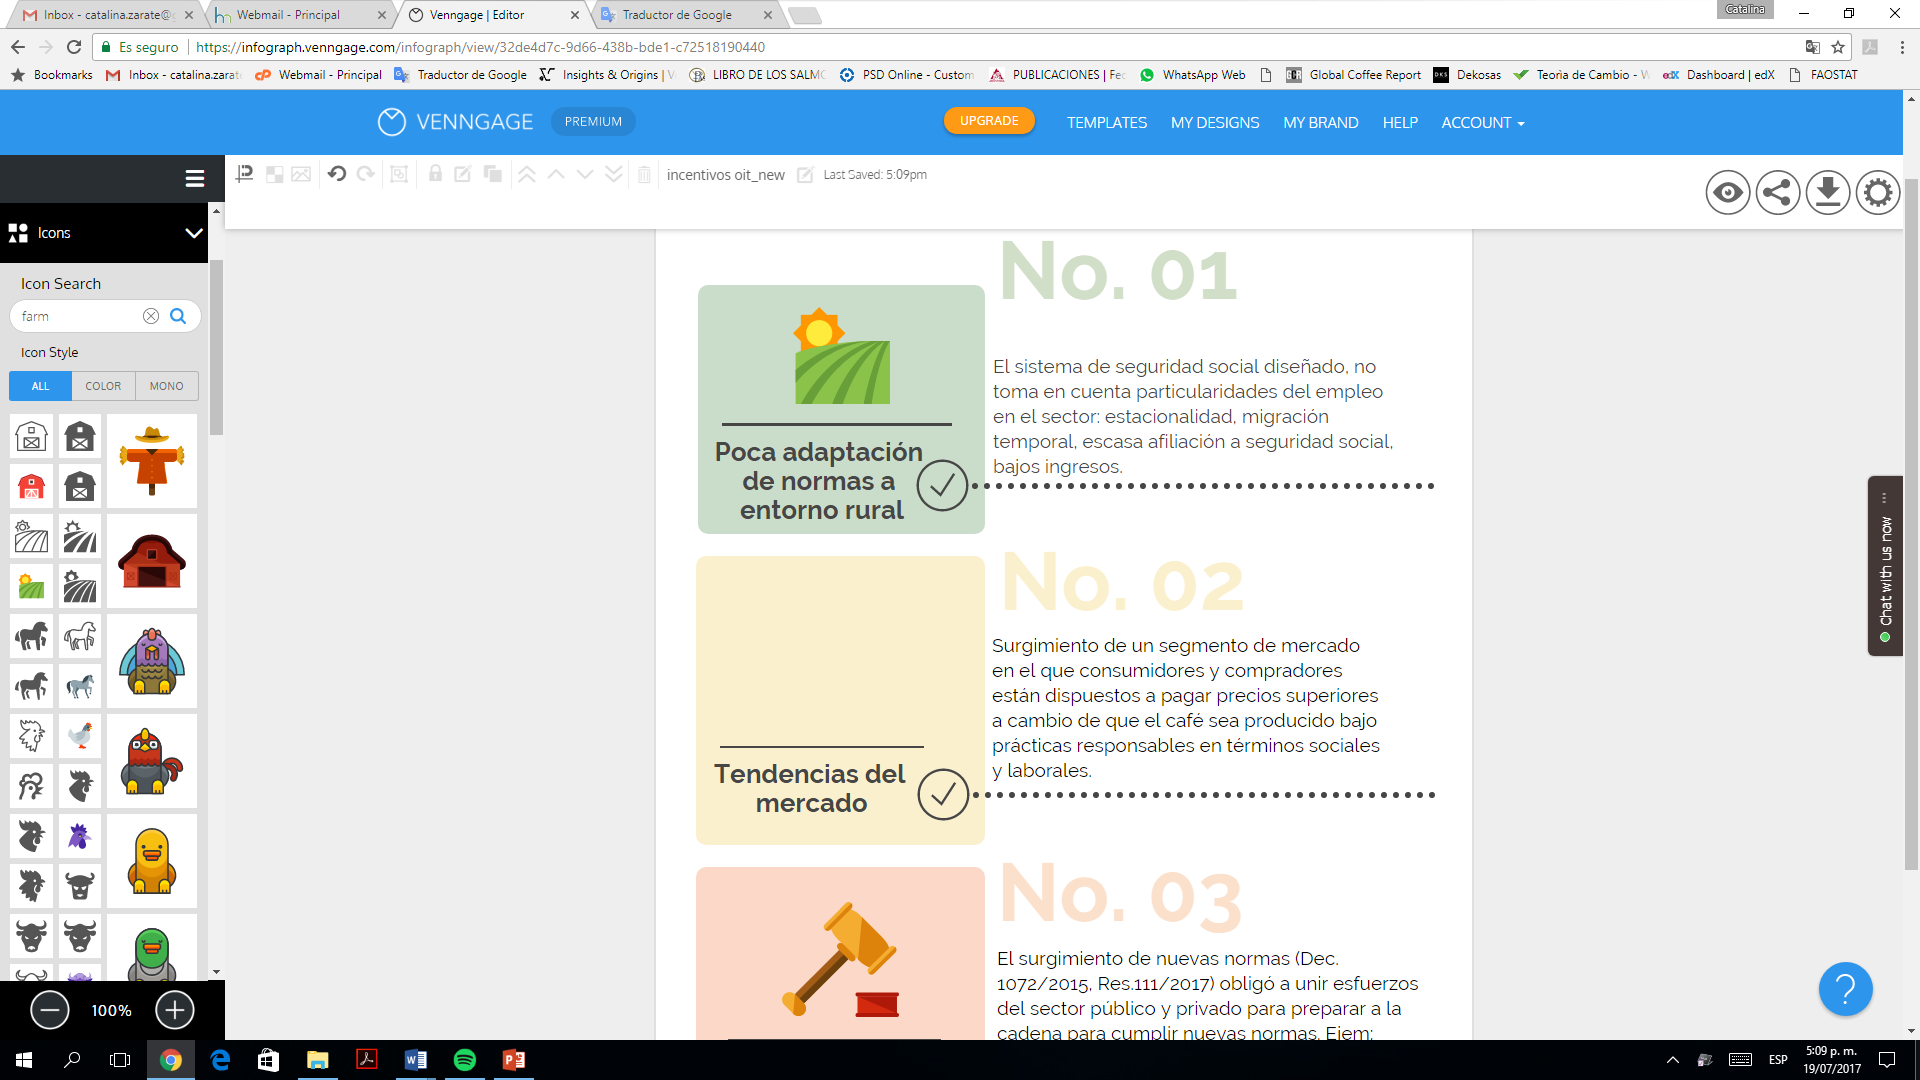 Inbox - catalina.zarate@g
Webmail - Principal
Venngage | Editor
Traductor de Google
Catalina
Es seguro
https://infograph.venngage.com/infograph/view/32de4d7c-9d66-438b-bde1-c72518190440
Bookmarks
Inbox - catalina.zarat
Webmail - Principal
Traductor de Google
Insights & Origins |
LIBRO DE LOS SALMO
PSD Online - Custom
PUBLICACIONES | Fe
WhatsApp Web
Global Coffee Report
Dekosas
Teoria de Cambio -
Dashboard | edX
FAOSTAT
VENNGAGE
PREMIUM
UPGRADE
TEMPLATES
MY DESIGNS
MY BRAND
HELP
ACCOUNT
incentivos oit_new
Last Saved: 5:09pm
Icons
Icon Search
farm
Icon Style
ALL
COLOR
MONO
100%
No. 01
Poca adaptación
de normas a
entorno rural
El sistema de seguridad social diseñado, no
toma en cuenta particularidades del empleo
en el sector: estacionalidad, migración
temporal, escasa afiliación a seguridad social,
bajos ingresos.
No. 02
Tendencias del
mercado
Surgimiento de un segmento de mercado
en el que consumidores y compradores
están dispuestos a pagar precios superiores
a cambio de que el café sea producido bajo
prácticas responsables en términos sociales
y laborales.
No. 03
El surgimiento de nuevas normas (Dec.
1072/2015, Res.111/2017) obligó a unir esfuerzos
del sector público y privado para preparar a la
cadena para cumplir nuevas normas. Ejem:
Chat with us now
?
ESP
5:09 p. m.
19/07/2017